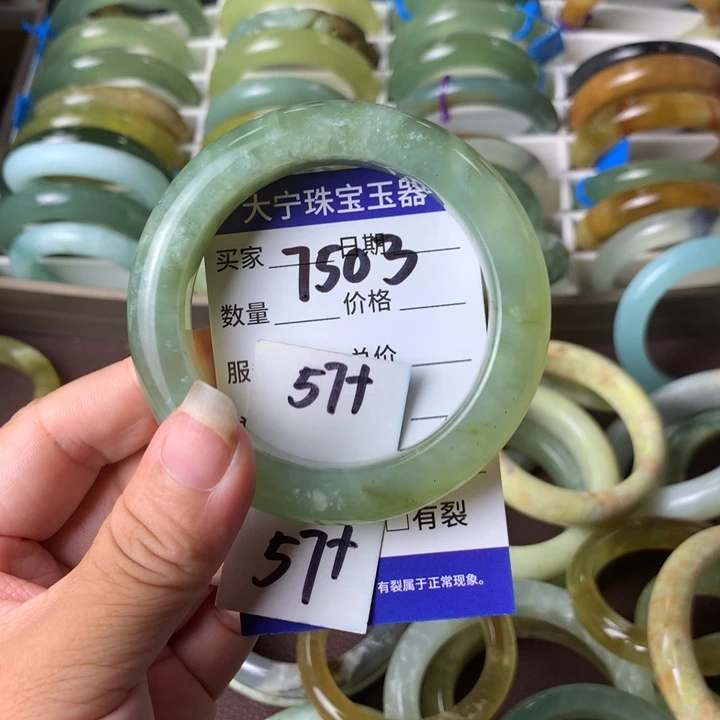 大宁珠宝玉器
买家 日期
7503
数量 价格
服 总价
57+
57+
□有裂
有裂属于正常现象。